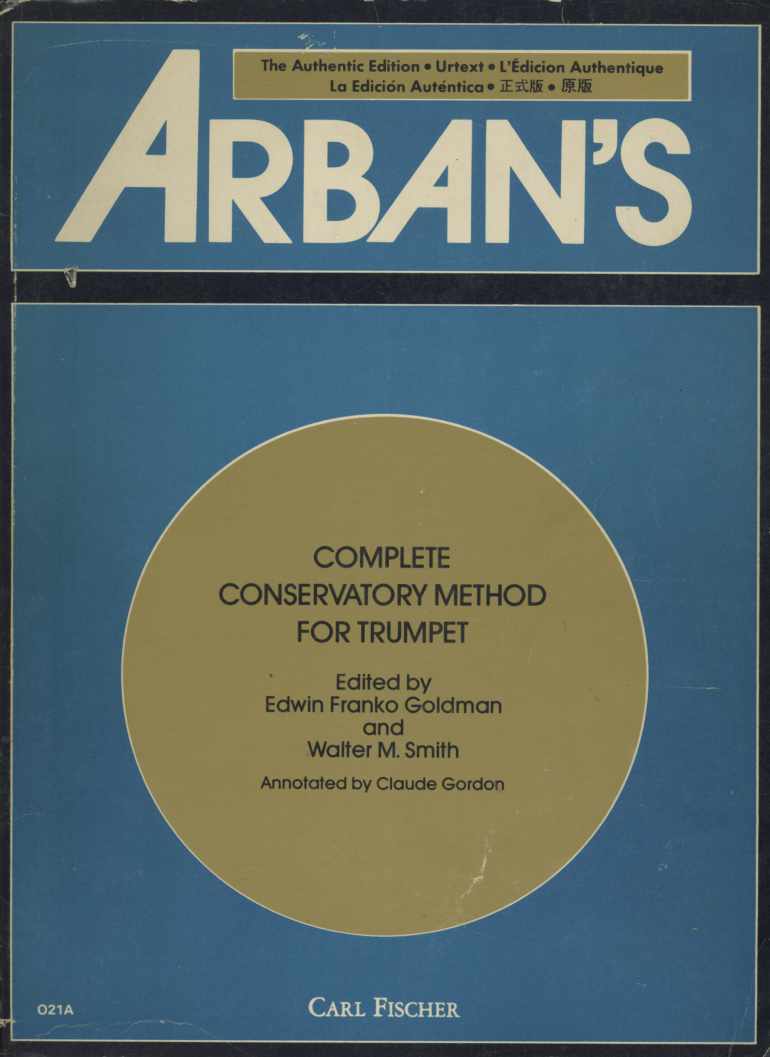 The Authentic Edition • Urtext • L'Édicion Authentique
La Edición Auténtica • 正式版 • 原版
ARBAN'S
COMPLETE
CONSERVATORY METHOD
FOR TRUMPET
Edited by
Edwin Franko Goldman
and
Walter M. Smith
Annotated by Claude Gordon
O21A
CARL FISCHER